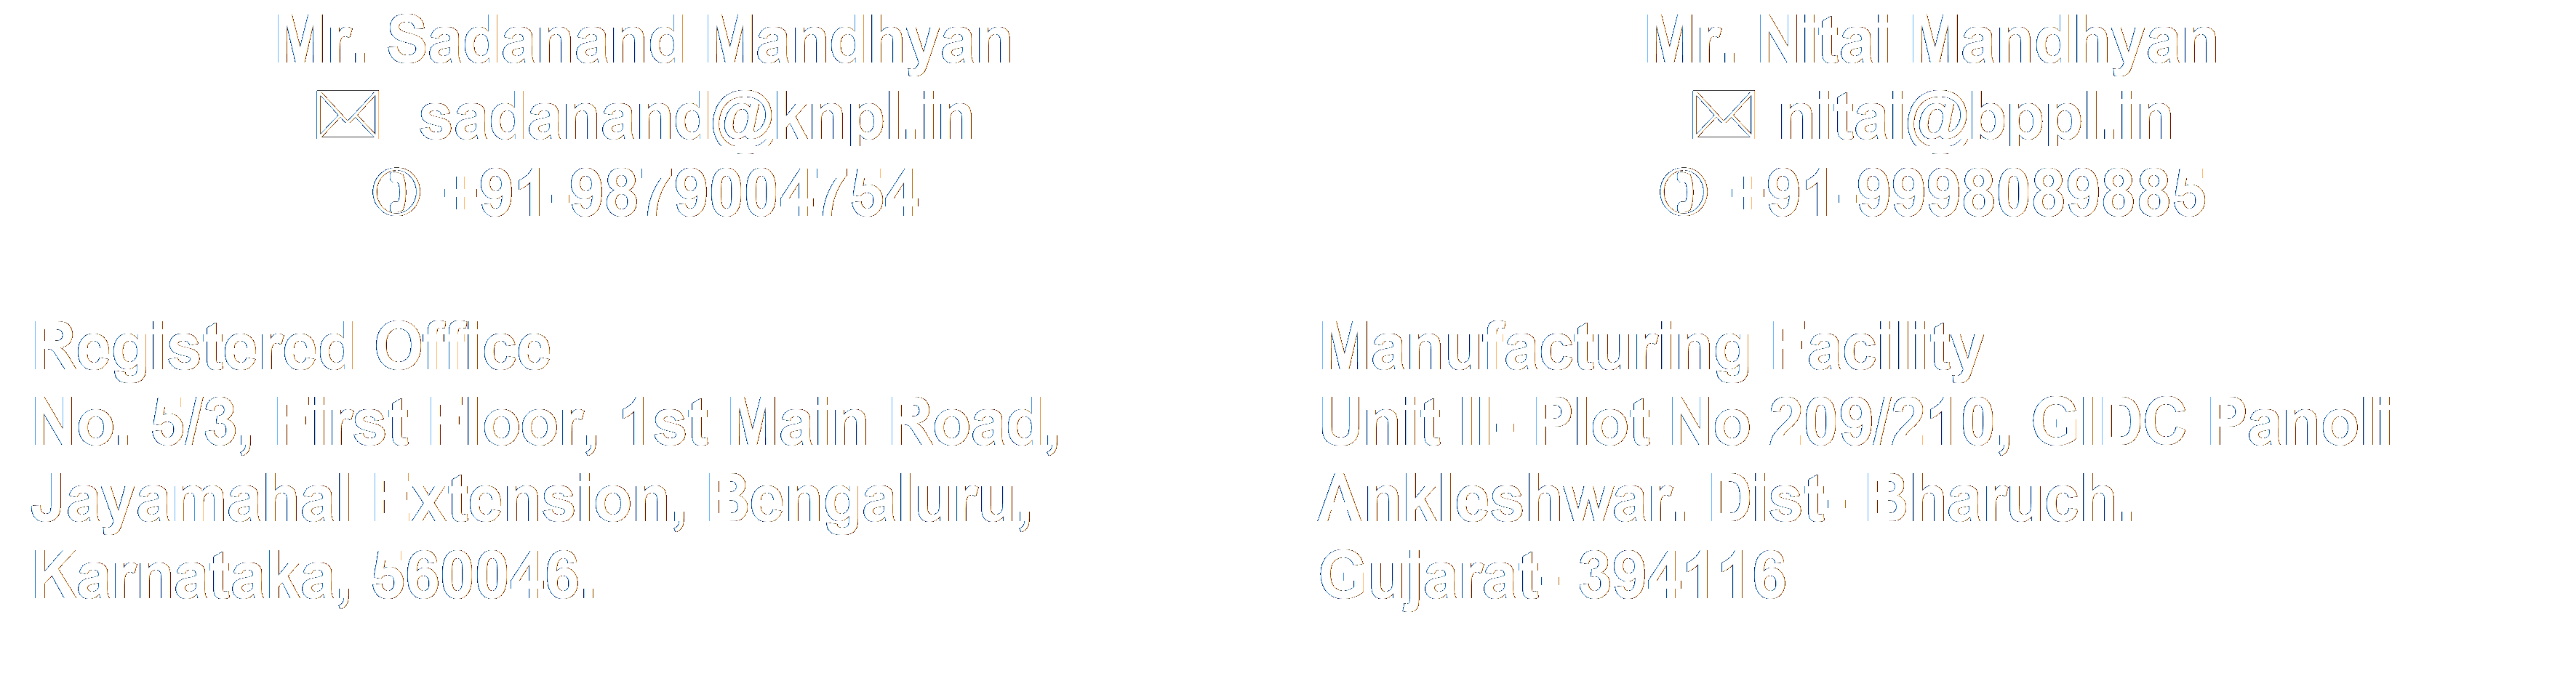 Mr. Sadanand Mandhyan
✉ sadanand@knpl.in
✆ +91-9879004754
Mr. Nitai Mandhyan
✉ nitai@bppl.in
✆ +91-9998089885
Registered Office
No. 5/3, First Floor, 1st Main Road,
Jayamahal Extension, Bengaluru,
Karnataka, 560046.
Manufacturing Facility
Unit II- Plot No 209/210, GIDC Panoli
Ankleshwar. Dist- Bharuch.
Gujarat- 394116